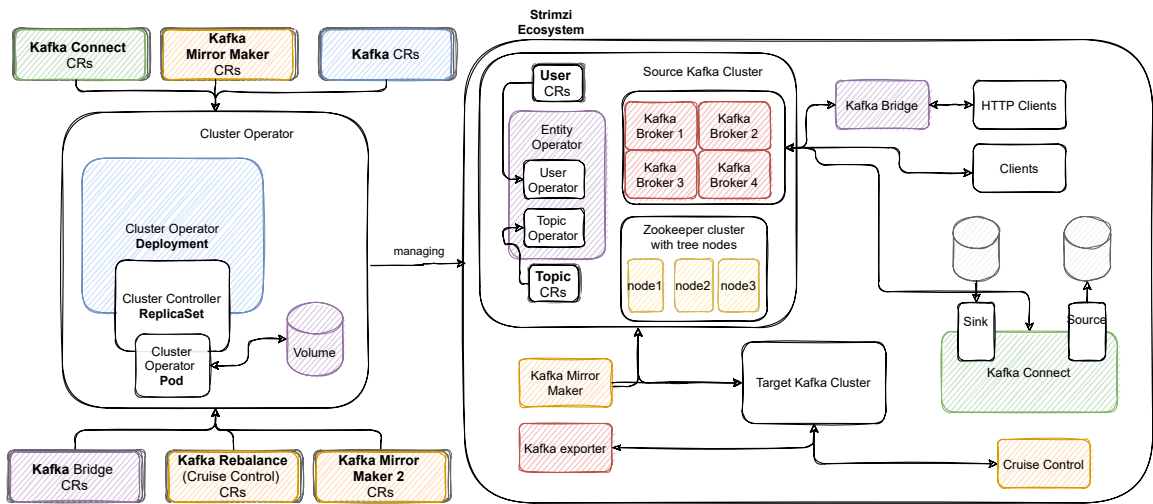 Strimzi
Ecosystem
Kafka Connect
CRs
Kafka
Mirror Maker
CRs
Kafka CRs
Cluster Operator
Cluster Operator
Deployment
Cluster Controller
ReplicaSet
Cluster
Operator
Pod
Volume
Kafka Bridge
CRs
Kafka Rebalance
(Cruise Control)
CRs
Kafka Mirror
Maker 2
CRs
managing
Source Kafka Cluster
User
CRs
Entity
Operator
User
Operator
Topic
Operator
Topic
CRs
Kafka
Broker 1
Kafka
Broker 2
Kafka
Broker 3
Kafka
Broker 4
Zookeeper cluster
with tree nodes
node1
node2
node3
Kafka Bridge
HTTP Clients
Clients
Sink
Source
Kafka Connect
Kafka Mirror
Maker
Target Kafka Cluster
Kafka exporter
Cruise Control